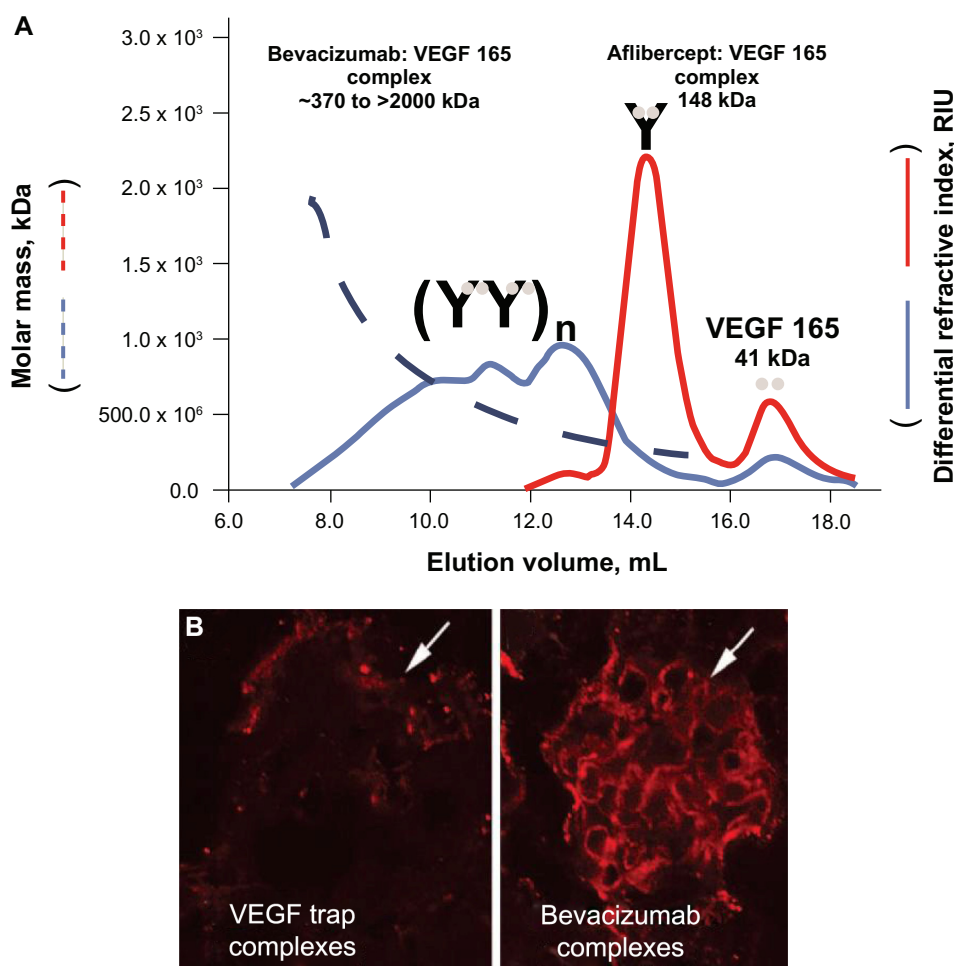 A
3.0 x 10³
2.5 x 10³
2.0 x 10³
1.5 x 10³
1.0 x 10³
500.0 x 10⁶
0.0
Molar mass, kDa
( )
Bevacizumab: VEGF 165
complex
~370 to >2000 kDa
Aflibercept: VEGF 165
complex
148 kDa
Y
(YY)n
VEGF 165
41 kDa
Differential refractive index, RIU
( )
6.0 8.0 10.0 12.0 14.0 16.0 18.0
Elution volume, mL
B
VEGF trap
complexes
Bevacizumab
complexes